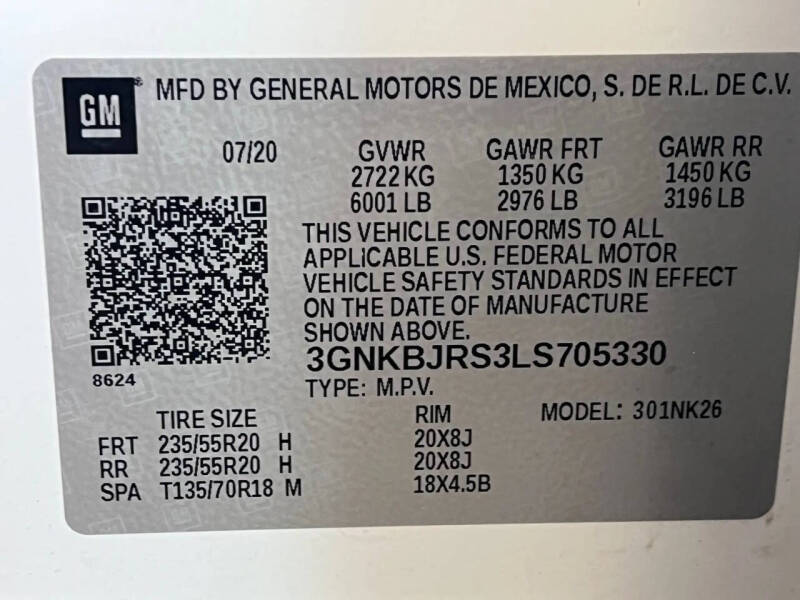 GM
MFD BY GENERAL MOTORS DE MEXICO, S. DE R.L. DE C.V.
07/20 GVWR GAWR FRT GAWR RR
2722 KG 1350 KG 1450 KG
6001 LB 2976 LB 3196 LB
THIS VEHICLE CONFORMS TO ALL
APPLICABLE U.S. FEDERAL MOTOR
VEHICLE SAFETY STANDARDS IN EFFECT
ON THE DATE OF MANUFACTURE
SHOWN ABOVE.
3GNKBJRS3LS705330
8624
TYPE: M.P.V.
TIRE SIZE RIM MODEL: 301NK26
FRT 235/55R20 H 20X8J
RR 235/55R20 H 20X8J
SPA T135/70R18 M 18X4.5B